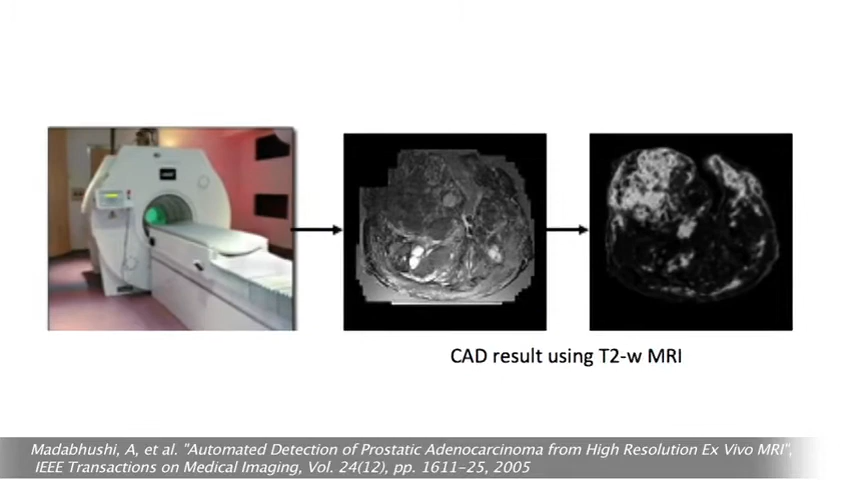 CAD result using T2-w MRI
Madabhushi, A, et al. "Automated Detection of Prostatic Adenocarcinoma from High Resolution Ex Vivo MRI",
IEEE Transactions on Medical Imaging, Vol. 24(12), pp. 1611-25, 2005